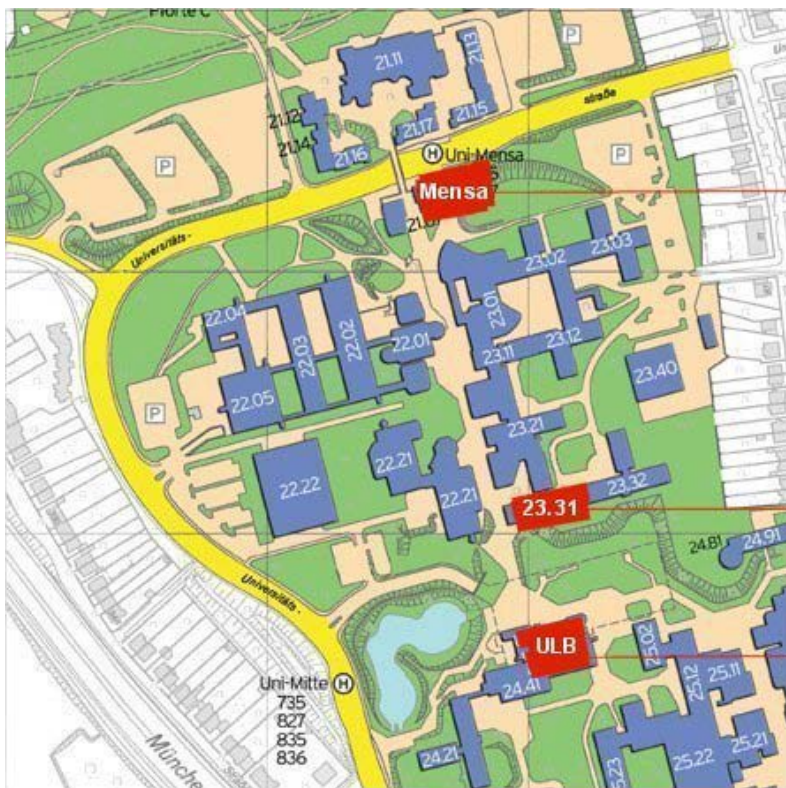 Pforte C
21.11
21.13
21.12
21.14
21.16
21.17
21.15
straße
P
P
P
H Uni-Mensa
Mensa
Universitäts-
23.02
23.03
22.04
22.03
22.02
22.01
23.01
23.11
23.12
23.40
22.05
P
23.21
22.21
22.22
22.21
23.32
23.31
24.81
24.91
Universitäts-
ULB
25.02
25.11
25.12
Uni-Mitte H
735
827
835
836
24.41
24.21
25.21
25.22
Münche